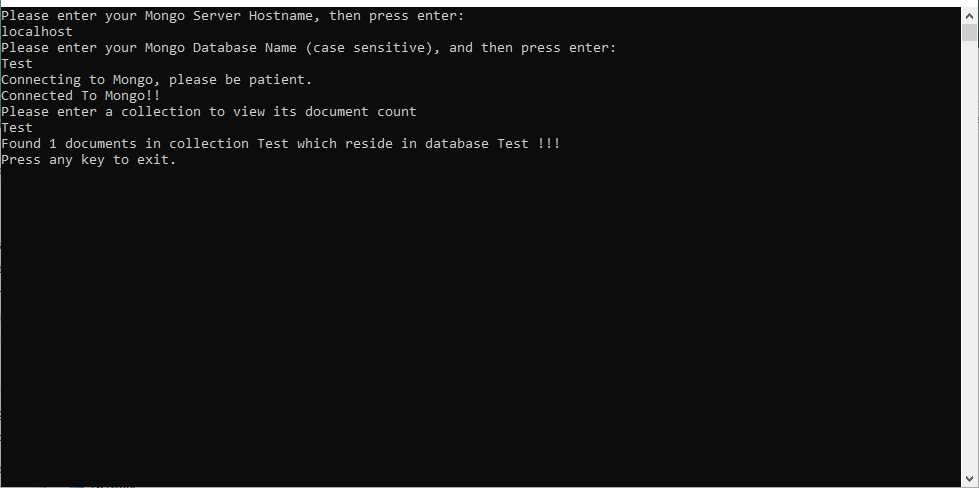 Please enter your Mongo Server Hostname, then press enter:
localhost
Please enter your Mongo Database Name (case sensitive), and then press enter:
Test
Connecting to Mongo, please be patient.
Connected To Mongo!!
Please enter a collection to view its document count
Test
Found 1 documents in collection Test which reside in database Test !!!
Press any key to exit.